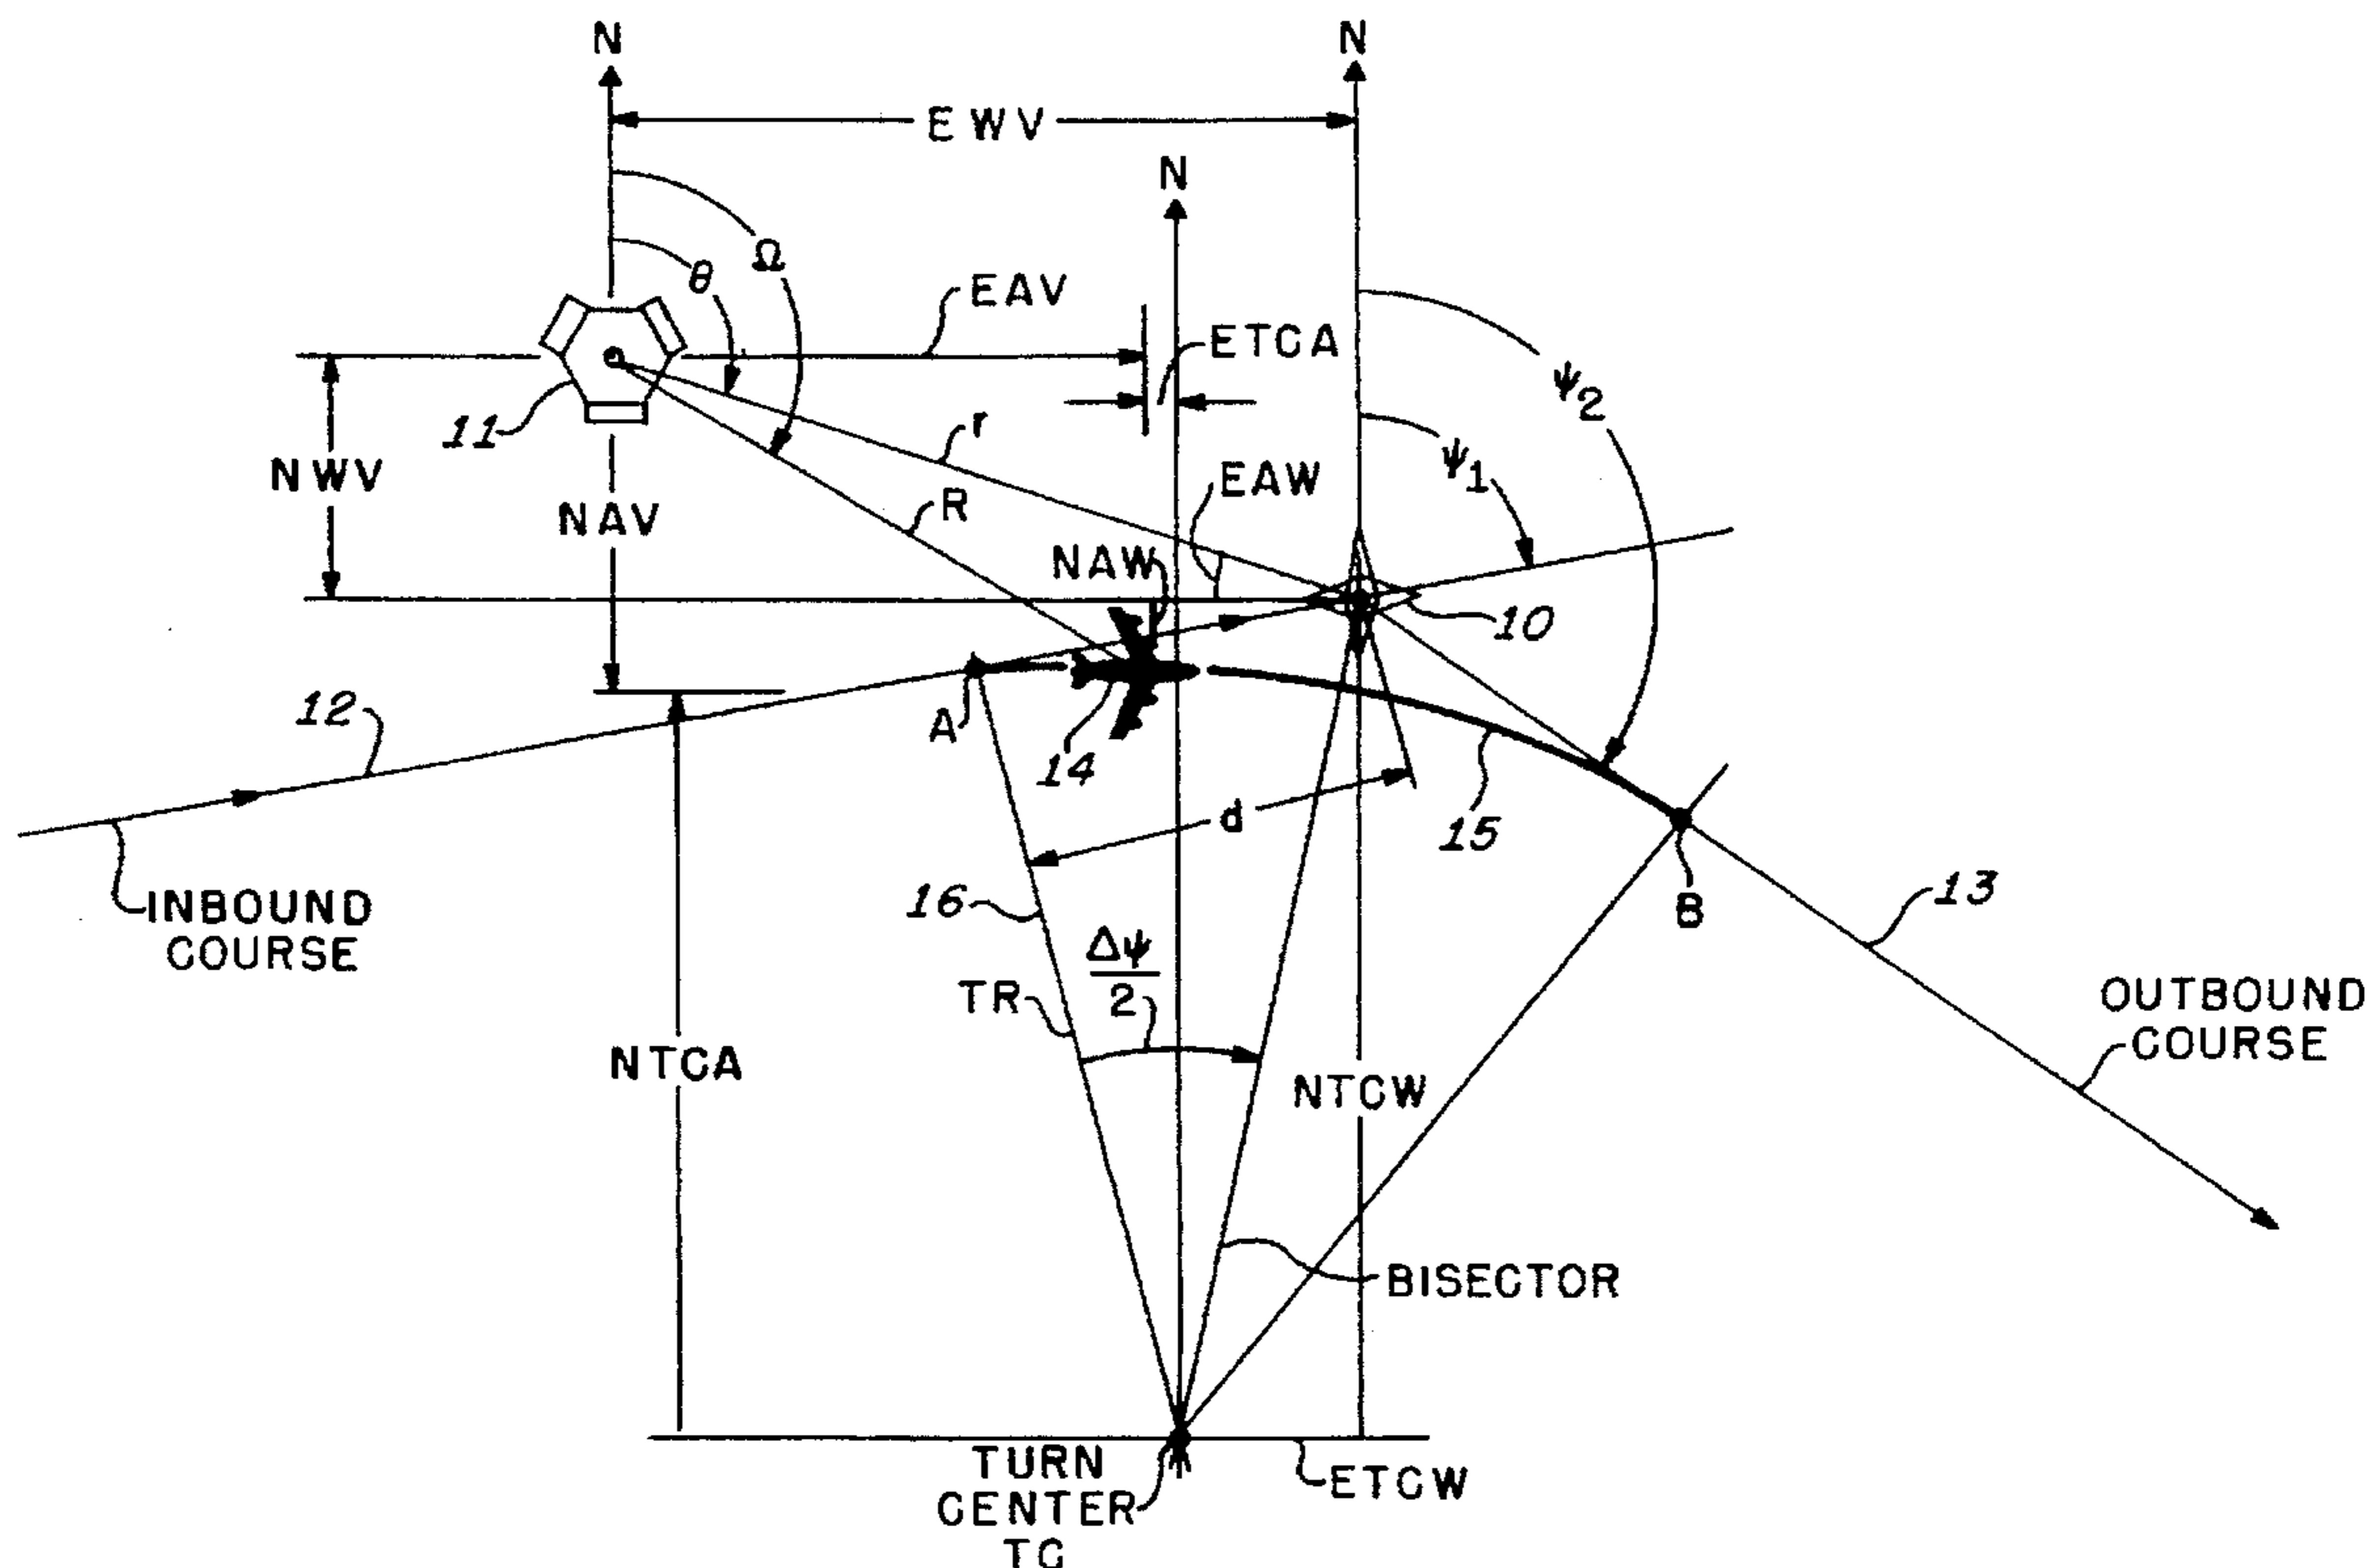 N
N
EWV
N
Ω
θ
EAV
ETCA
ψ2
11
r
NWV
ψ1
EAW
R
NAV
NAW
10
12
A
14
d
15
16
B
13
INBOUND
COURSE
Δψ
2
TR
OUTBOUND
COURSE
NTCA
NTCW
BISECTOR
TURN
CENTER
TC
ETCW